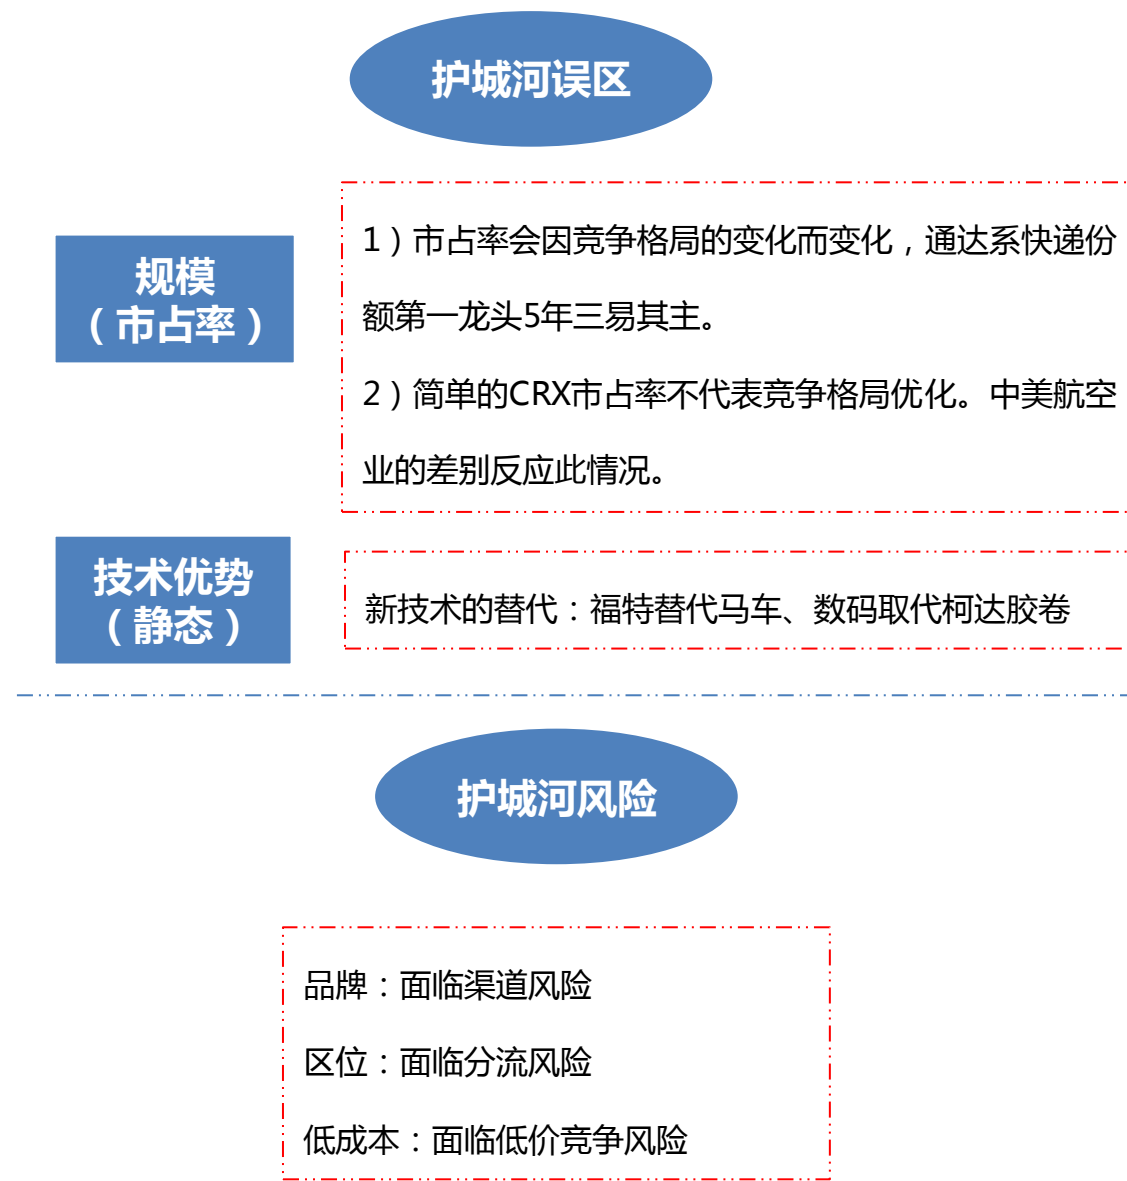 护城河误区
规模
（市占率）
1）市占率会因竞争格局的变化而变化，通达系快递份
额第一龙头5年三易其主。
2）简单的CRX市占率不代表竞争格局优化。中美航空
业的差别反应此情况。
技术优势
（静态）
新技术的替代：福特替代马车、数码取代柯达胶卷
护城河风险
品牌：面临渠道风险
区位：面临分流风险
低成本：面临低价竞争风险